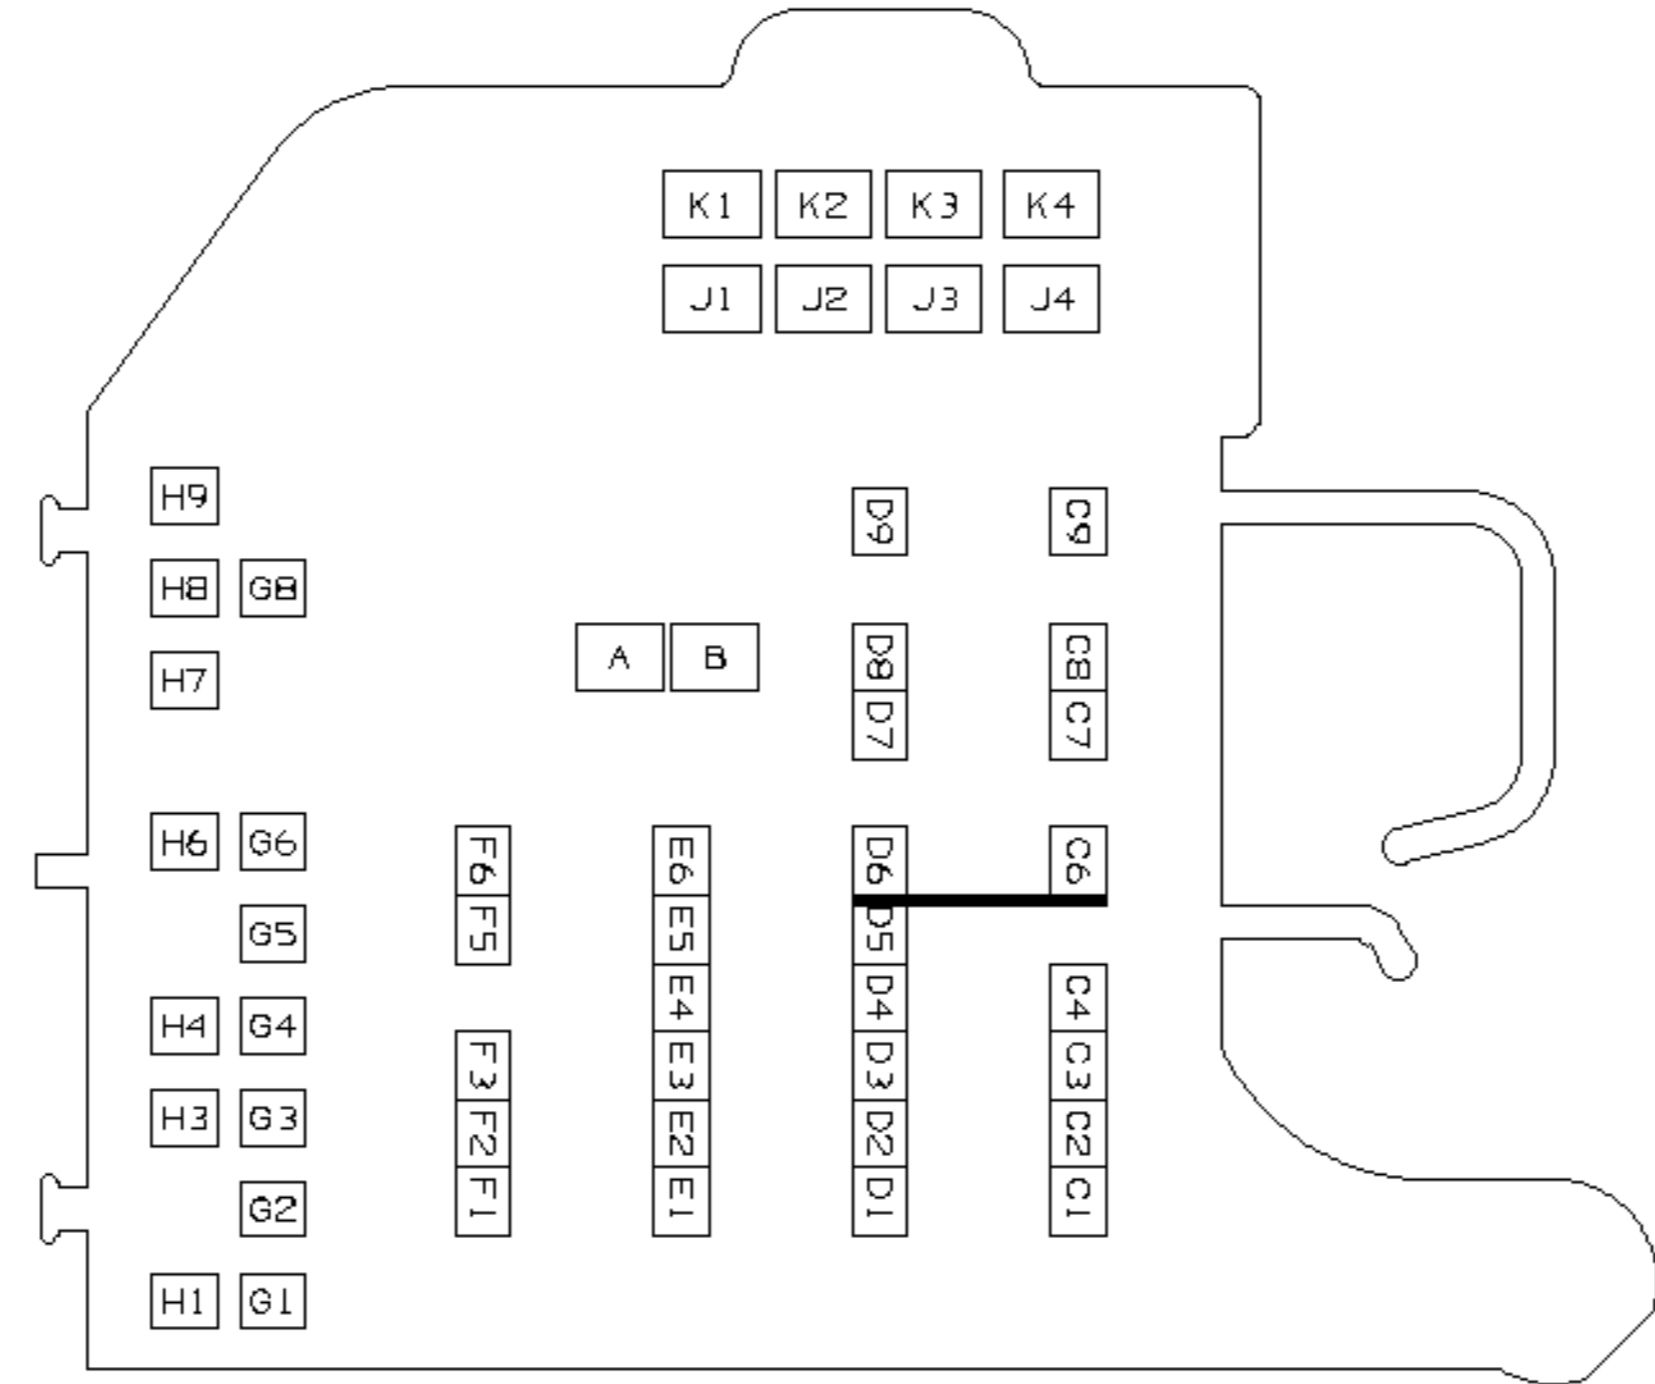 K1 K2 K3 K4
J1 J2 J3 J4
H9
D9 C9
H8 G8
A B D8 C8
H7
D7 C7
H6 G6
F6 E6 D6 C6
G5 F5 E5 D5
E4 D4 C4
H4 G4
F3 E3 D3 C3
H3 G3
F2 E2 D2 C2
G2 F1 E1 D1 C1
H1 G1